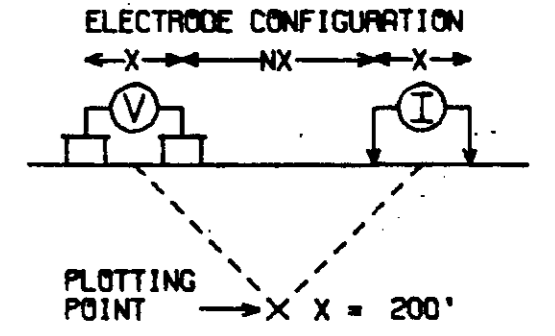 ELECTRODE CONFIGURATION
X NX X
V I
PLOTTING
POINT X X = 200'